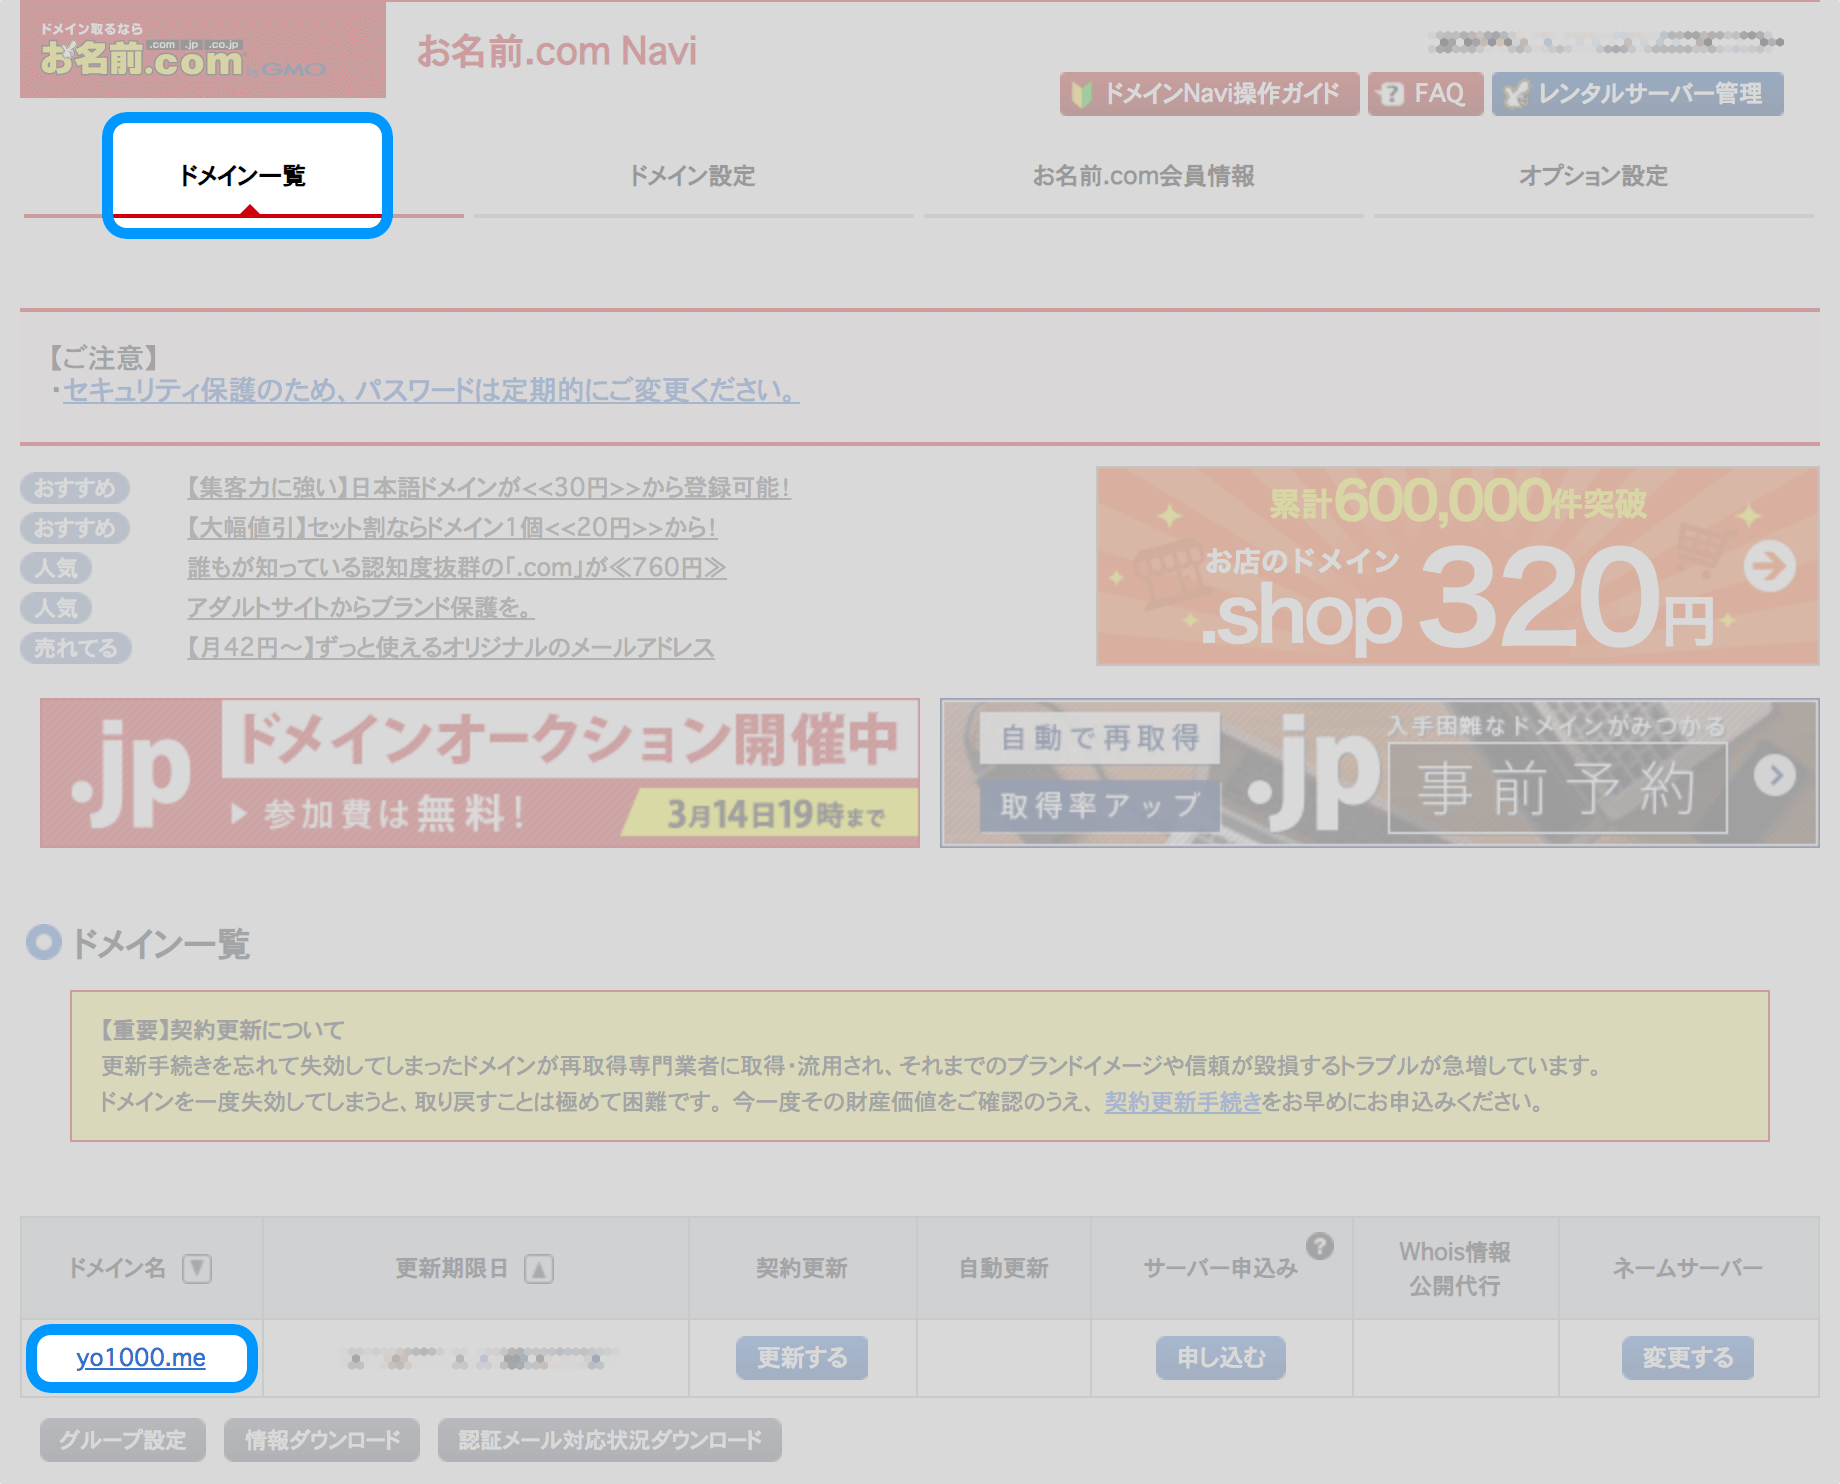 ドメイン取るなら
お名前.com
.com .jp .co.jp
by GMO
お名前.com Navi
ドメインNavi操作ガイド
? FAQ
レンタルサーバー管理
ドメイン一覧
ドメイン設定
お名前.com会員情報
オプション設定
【ご注意】
・セキュリティ保護のため、パスワードは定期的にご変更ください。
おすすめ 【集客力に強い】日本語ドメインが<<30円>>から登録可能！
おすすめ 【大幅値引】セット割ならドメイン1個<<20円>>から！
人気 誰もが知っている認知度抜群の「.com」が≪760円≫
人気 アダルトサイトからブランド保護を。
売れてる 【月42円～】ずっと使えるオリジナルのメールアドレス
累計600,000件突破
お店のドメイン
.shop 320円
.jp
ドメインオークション開催中
▶ 参加費は無料！
3月14日19時まで
自動で再取得
取得率アップ
.jp
入手困難なドメインがみつかる
事前予約
ドメイン一覧
【重要】契約更新について
更新手続きを忘れて失効してしまったドメインが再取得専門業者に取得・流用され、それまでのブランドイメージや信頼が毀損するトラブルが急増しています。
ドメインを一度失効してしまうと、取り戻すことは極めて困難です。今一度その財産価値をご確認のうえ、契約更新手続きをお早めにお申込みください。
ドメイン名 ▼
更新期限日 ▲
契約更新
自動更新
サーバー申込み ?
Whois情報
公開代行
ネームサーバー
yo1000.me
更新する
申し込む
変更する
グループ設定
情報ダウンロード
認証メール対応状況ダウンロード